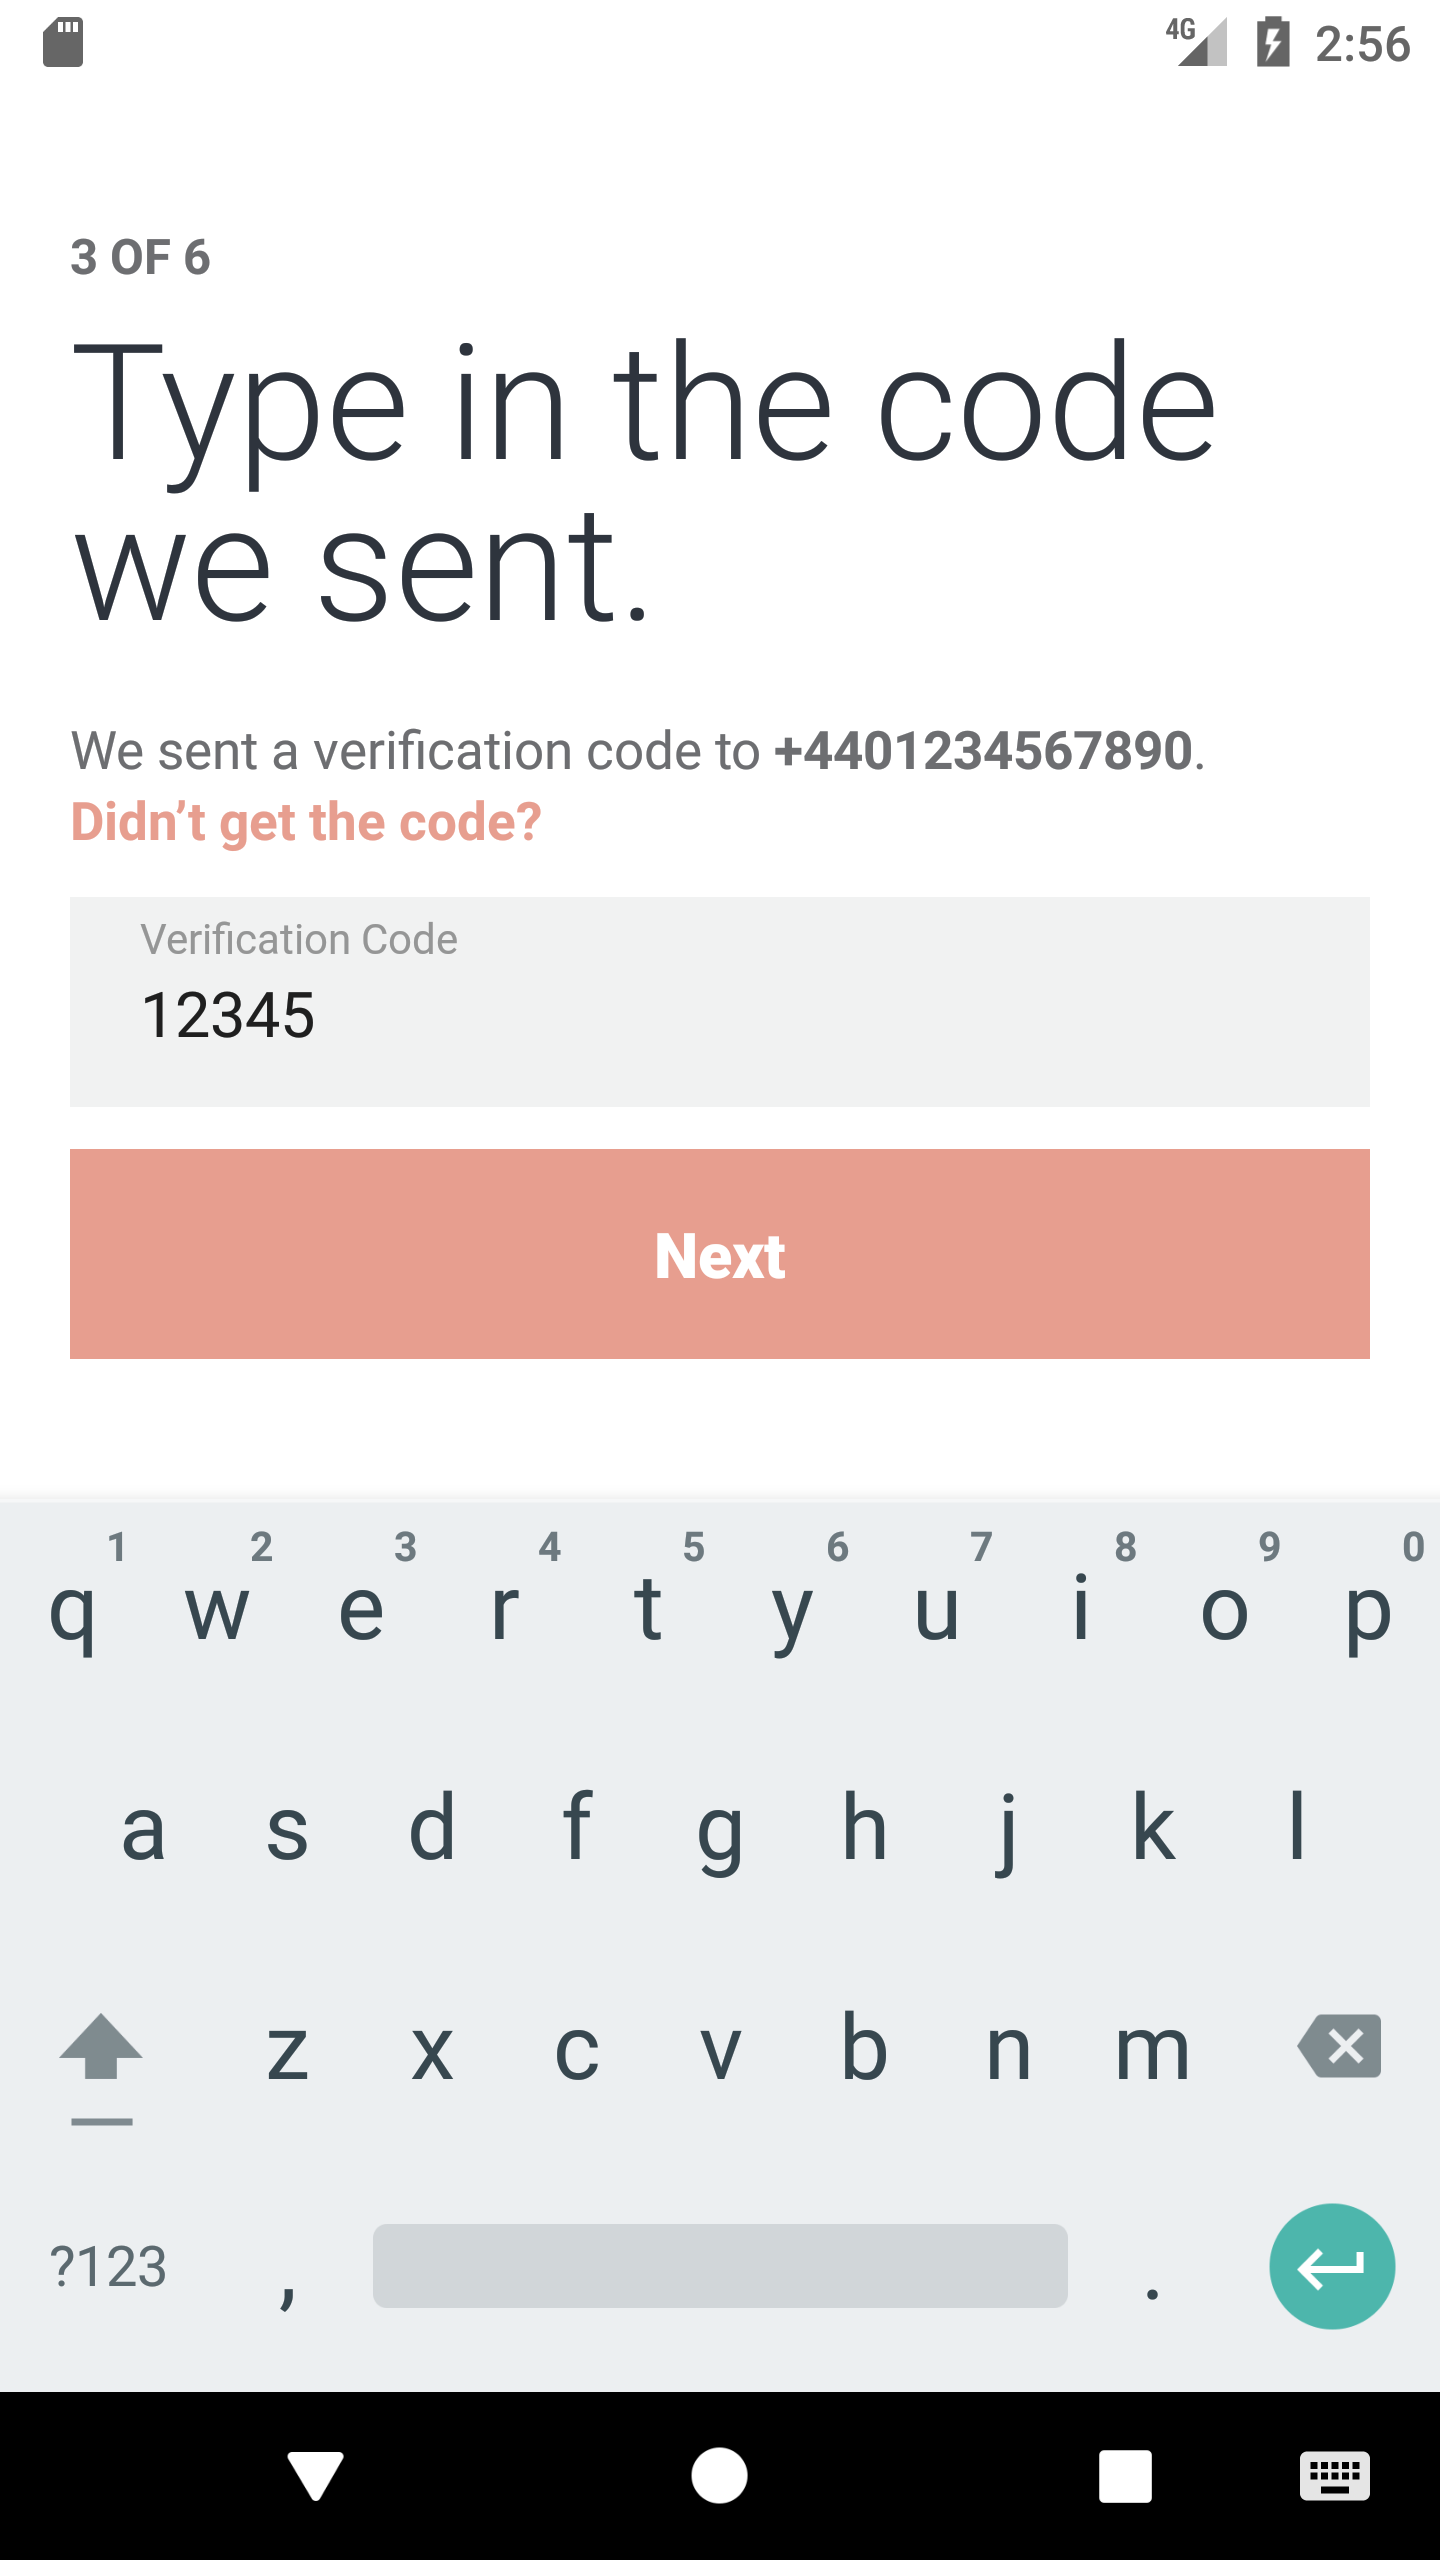 4G 2:56
3 OF 6
Type in the code
we sent.
We sent a verification code to +4401234567890.
Didn’t get the code?
Verification Code
12345
Next
1 2 3 4 5 6 7 8 9 0
q w e r t y u i o p
a s d f g h j k l
z x c v b n m
?123 , .